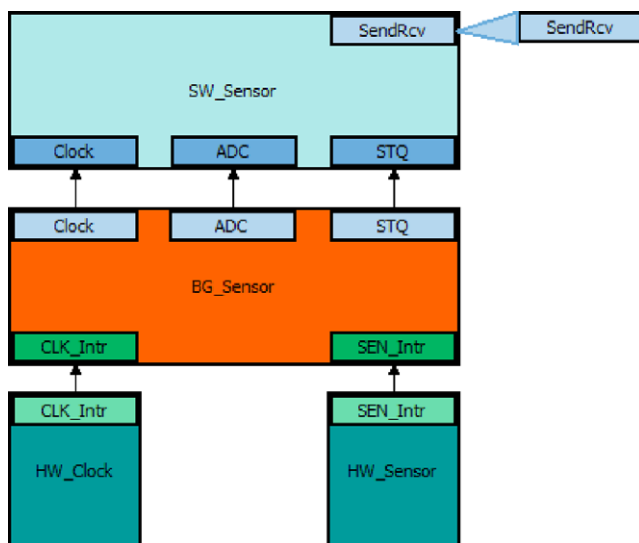 SendRcv
SendRcv
SW_Sensor
Clock
ADC
STQ
Clock
ADC
STQ
BG_Sensor
CLK_Intr
SEN_Intr
CLK_Intr
SEN_Intr
HW_Clock
HW_Sensor